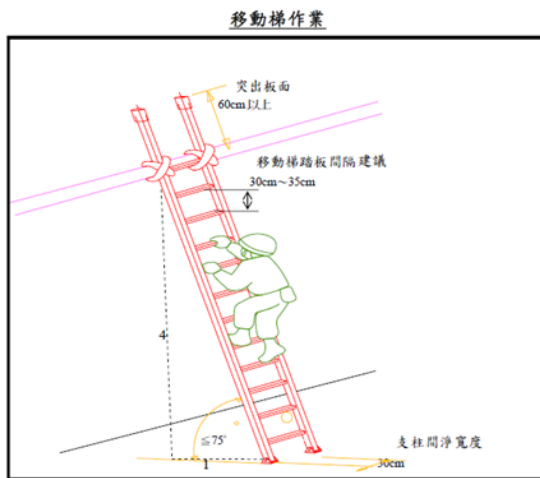 移動梯作業
突出板面
60cm以上
移動梯踏板間隔建議
30cm～35cm
4
≦75°
1
支柱間淨寬度
30cm